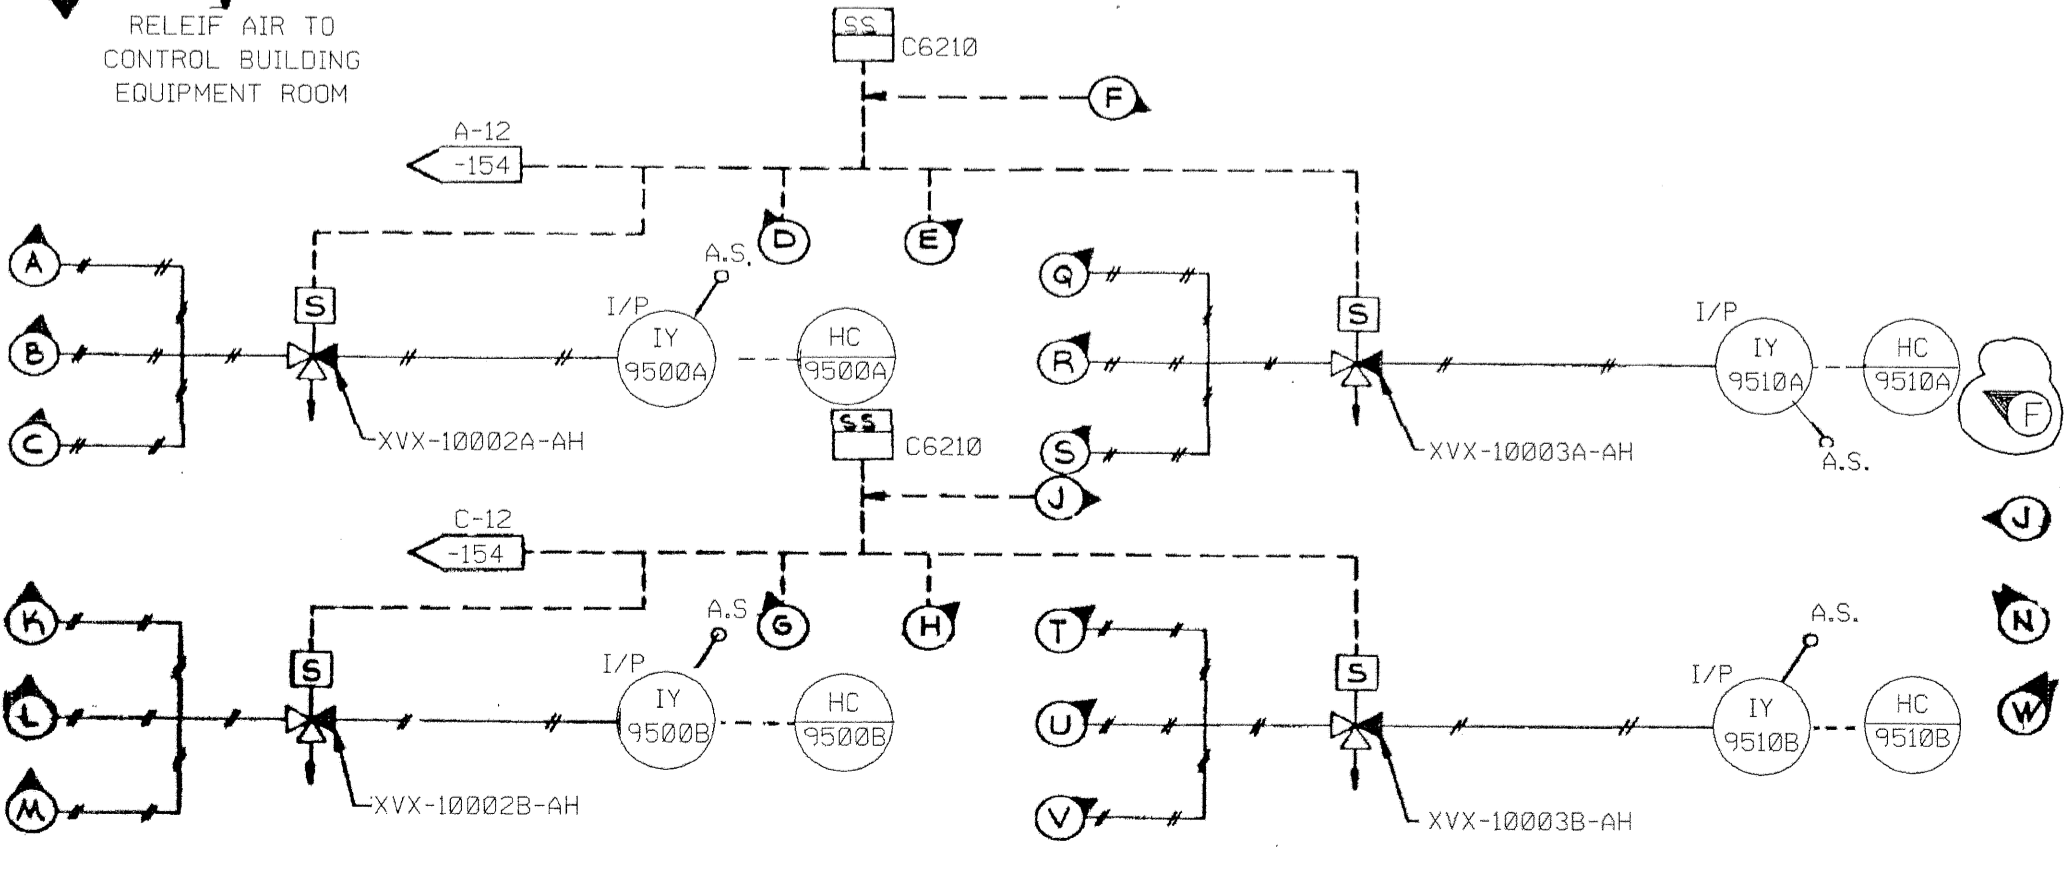 RELEIF AIR TO
CONTROL BUILDING
EQUIPMENT ROOM
SS
C6210
F
A-12
-154
D
E
A
B
C
S
XVX-10002A-AH
I/P
A.S.
IY
9500A
HC
9500A
Q
R
S
S
XVX-10003A-AH
I/P
IY
9510A
A.S.
HC
9510A
F
SS
C6210
J
J
C-12
-154
G
H
K
L
M
S
XVX-10002B-AH
I/P
A.S
IY
9500B
HC
9500B
T
U
V
S
XVX-10003B-AH
I/P
A.S.
IY
9510B
HC
9510B
N
W